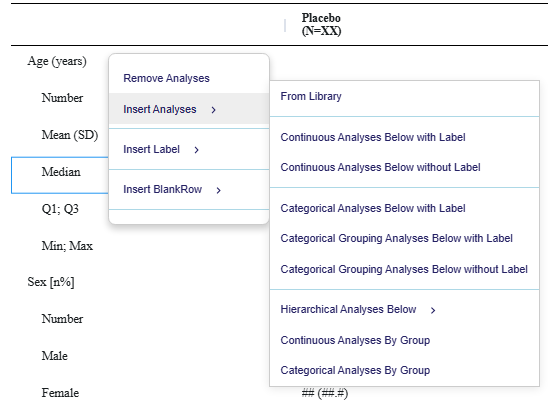 Placebo
(N=XX)
Age (years)
Number
Mean (SD)
Median
Q1; Q3
Min; Max
Sex [n%]
Number
Male
Female
## (##.#)
Remove Analyses
Insert Analyses >
Insert Label >
Insert BlankRow >
From Library
Continuous Analyses Below with Label
Continuous Analyses Below without Label
Categorical Analyses Below with Label
Categorical Grouping Analyses Below with Label
Categorical Grouping Analyses Below without Label
Hierarchical Analyses Below >
Continuous Analyses By Group
Categorical Analyses By Group